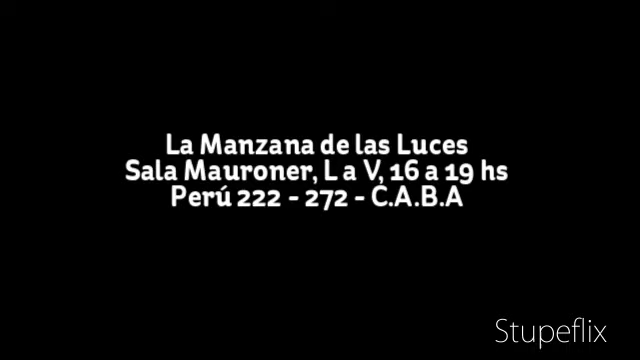 La Manzana de las Luces
Sala Mauroner, L a V, 16 a 19 hs
Perú 222 - 272 - C.A.B.A
Stupeflix